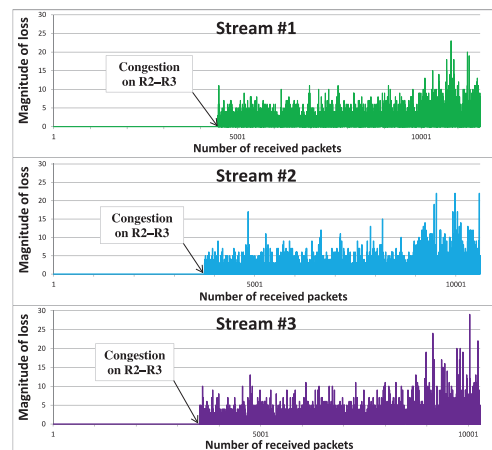 Stream #1
Magnitude of loss
30
25
20
15
10
5
0
Congestion
on R2–R3
1
5001
10001
Number of received packets
Stream #2
Magnitude of loss
30
25
20
15
10
5
0
Congestion
on R2–R3
1
5001
10001
Number of received packets
Stream #3
Magnitude of loss
30
25
20
15
10
5
0
Congestion
on R2–R3
1
5001
10001
Number of received packets